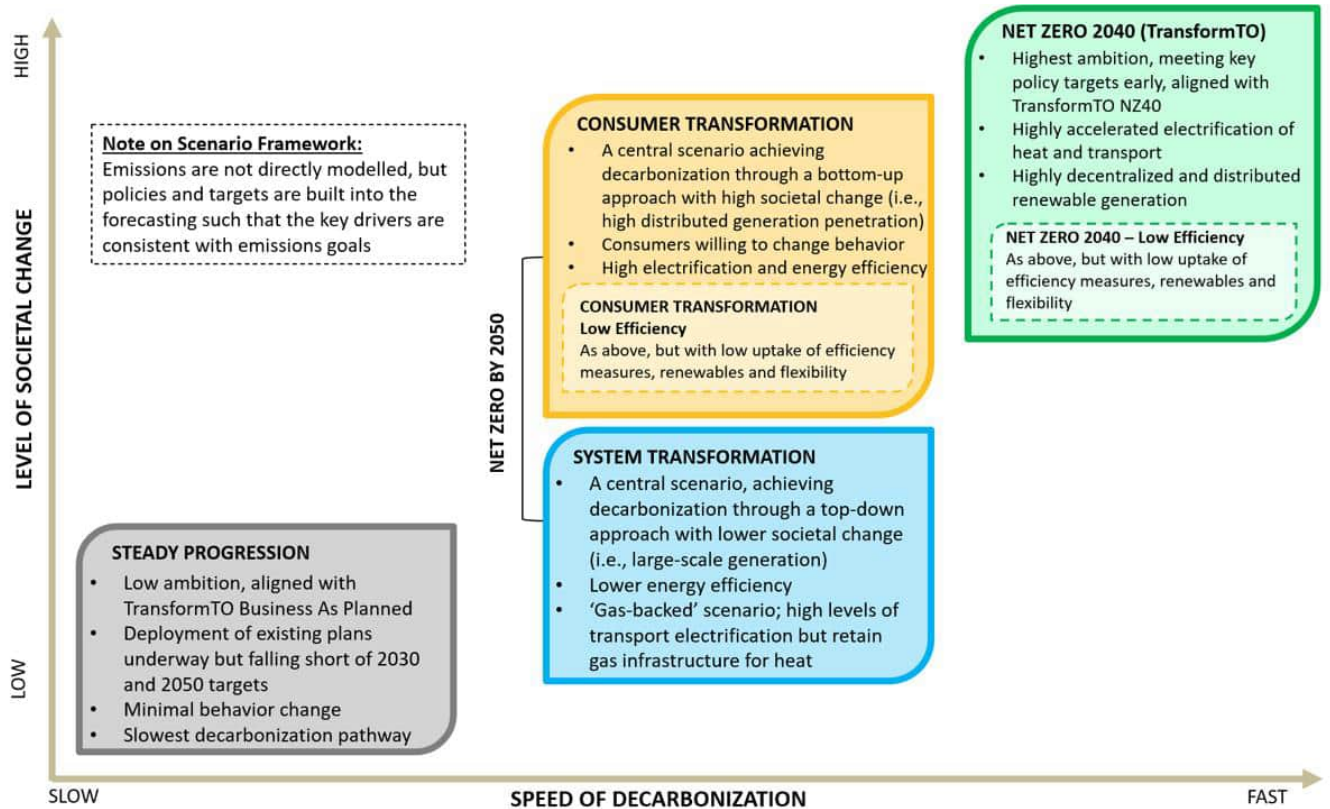 HIGH
LEVEL OF SOCIETAL CHANGE
LOW
Note on Scenario Framework:
Emissions are not directly modelled, but
policies and targets are built into the
forecasting such that the key drivers are
consistent with emissions goals
STEADY PROGRESSION
• Low ambition, aligned with
TransformTO Business As Planned
• Deployment of existing plans
underway but falling short of 2030
and 2050 targets
• Minimal behavior change
• Slowest decarbonization pathway
NET ZERO BY 2050
CONSUMER TRANSFORMATION
• A central scenario achieving
decarbonization through a bottom-up
approach with high societal change (i.e.,
high distributed generation penetration)
• Consumers willing to change behavior
• High electrification and energy efficiency
CONSUMER TRANSFORMATION
Low Efficiency
As above, but with low uptake of efficiency
measures, renewables and flexibility
SYSTEM TRANSFORMATION
• A central scenario, achieving
decarbonization through a top-down
approach with lower societal change
(i.e., large-scale generation)
• Lower energy efficiency
• ‘Gas-backed’ scenario; high levels of
transport electrification but retain
gas infrastructure for heat
NET ZERO 2040 (TransformTO)
• Highest ambition, meeting key
policy targets early, aligned with
TransformTO NZ40
• Highly accelerated electrification of
heat and transport
• Highly decentralized and distributed
renewable generation
NET ZERO 2040 – Low Efficiency
As above, but with low uptake of
efficiency measures, renewables and
flexibility
SLOW
SPEED OF DECARBONIZATION
FAST